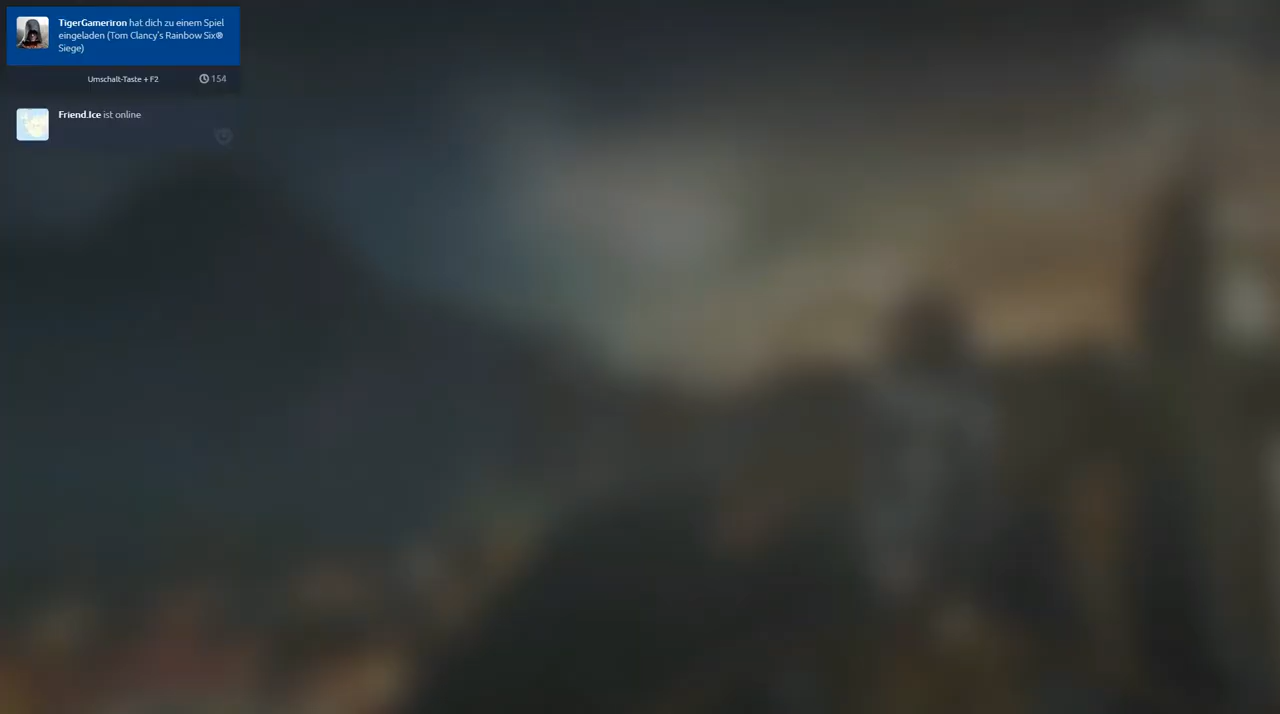 TigerGameriron hat dich zu einem Spiel
eingeladen (Tom Clancy's Rainbow Six®
Siege)
Umschalt-Taste + F2 154
Friend.Ice ist online